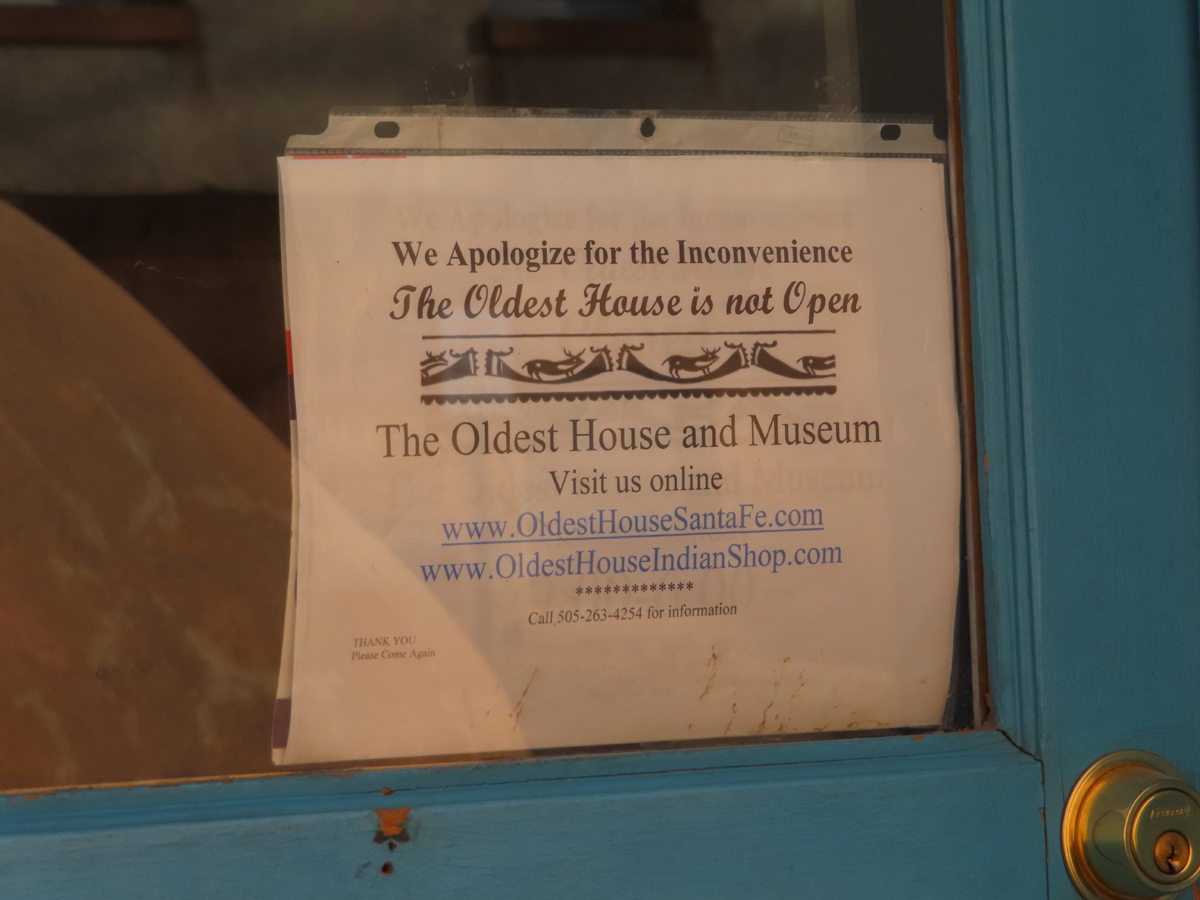 We Apologize for the Inconvenience
The Oldest House is not Open
The Oldest House and Museum
Visit us online
www.OldestHouseSantaFe.com
www.OldestHouseIndianShop.com
*************
Call 505-263-4254 for information
THANK YOU
Please Come Again